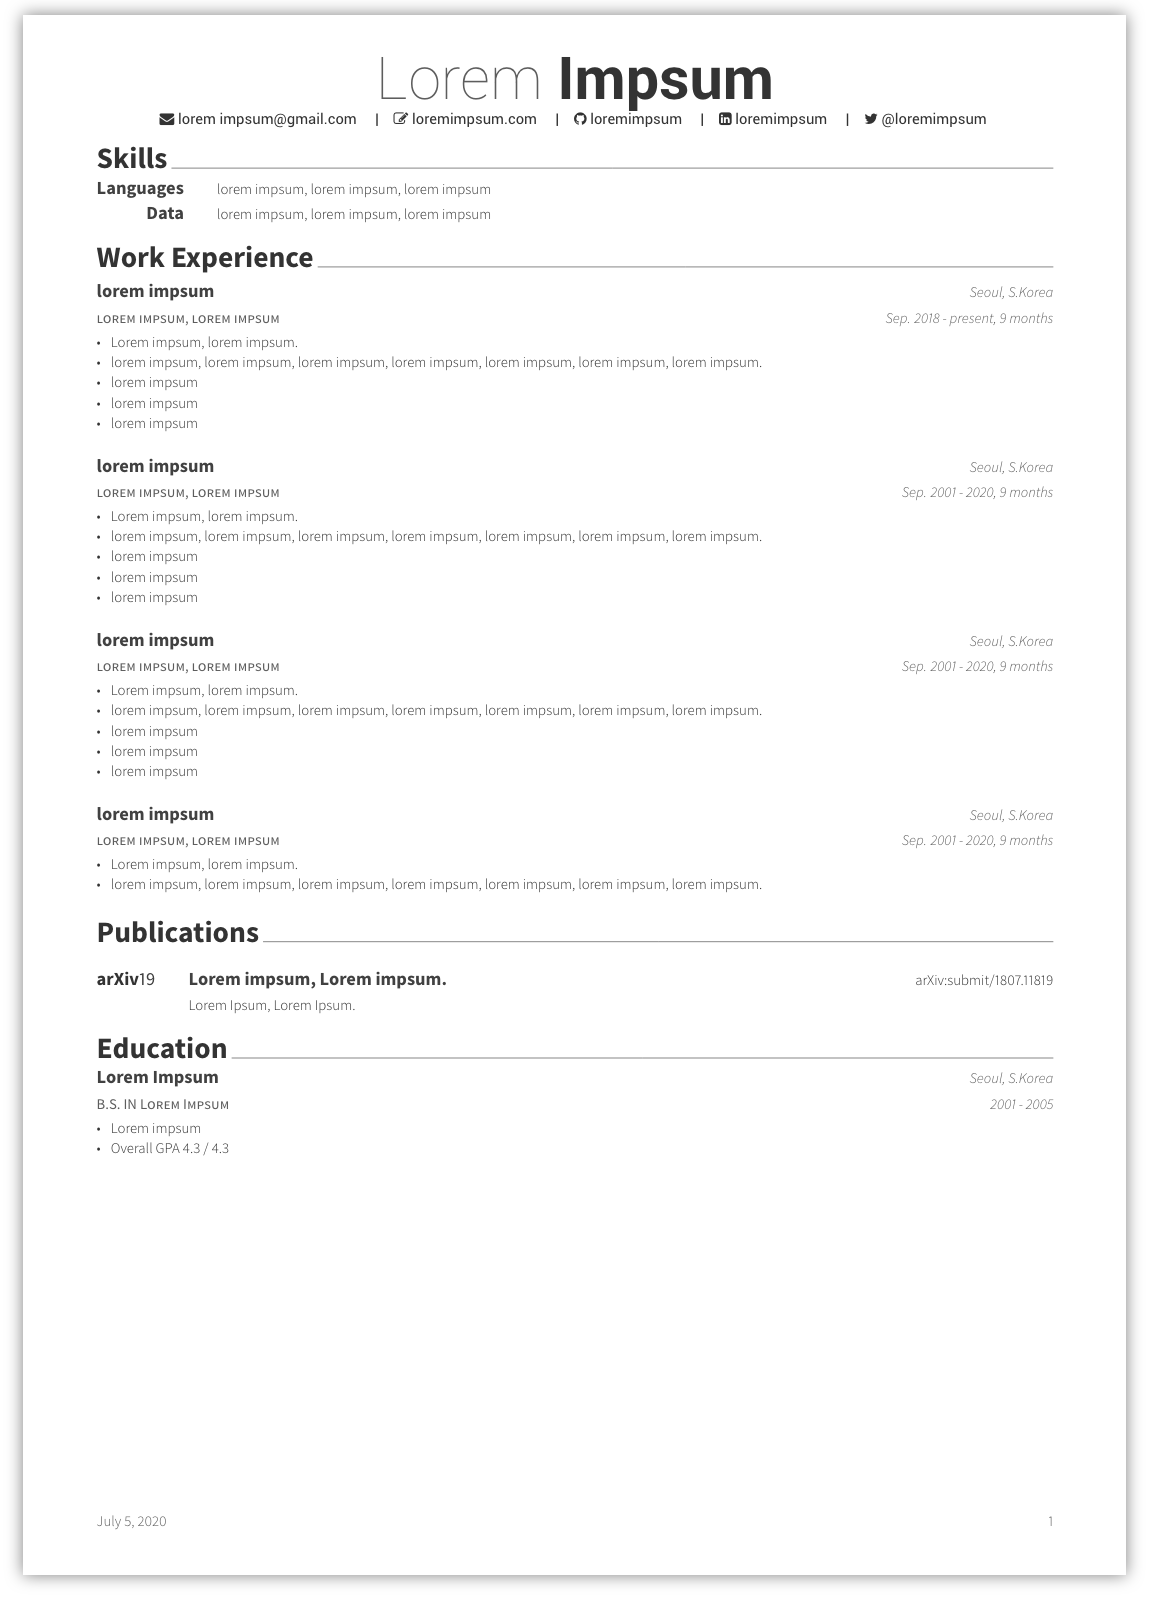 Lorem Impsum
lorem impsum@gmail.com | loremimpsum.com | loremimpsum | loremimpsum | @loremimpsum
Skills
Languages lorem impsum, lorem impsum, lorem impsum
Data lorem impsum, lorem impsum, lorem impsum
Work Experience
lorem impsum Seoul, S.Korea
LOREM IMPSUM, LOREM IMPSUM Sep. 2018 - present, 9 months
• Lorem impsum, lorem impsum.
• lorem impsum, lorem impsum, lorem impsum, lorem impsum, lorem impsum, lorem impsum, lorem impsum.
• lorem impsum
• lorem impsum
• lorem impsum
lorem impsum Seoul, S.Korea
LOREM IMPSUM, LOREM IMPSUM Sep. 2001 - 2020, 9 months
• Lorem impsum, lorem impsum.
• lorem impsum, lorem impsum, lorem impsum, lorem impsum, lorem impsum, lorem impsum, lorem impsum.
• lorem impsum
• lorem impsum
• lorem impsum
lorem impsum Seoul, S.Korea
LOREM IMPSUM, LOREM IMPSUM Sep. 2001 - 2020, 9 months
• Lorem impsum, lorem impsum.
• lorem impsum, lorem impsum, lorem impsum, lorem impsum, lorem impsum, lorem impsum, lorem impsum.
• lorem impsum
• lorem impsum
• lorem impsum
lorem impsum Seoul, S.Korea
LOREM IMPSUM, LOREM IMPSUM Sep. 2001 - 2020, 9 months
• Lorem impsum, lorem impsum.
• lorem impsum, lorem impsum, lorem impsum, lorem impsum, lorem impsum, lorem impsum, lorem impsum.
Publications
arXiv19 Lorem impsum, Lorem impsum. arXiv:submit/1807.11819
Lorem Ipsum, Lorem Ipsum.
Education
Lorem Impsum Seoul, S.Korea
B.S. IN LOREM IMPSUM 2001 - 2005
• Lorem impsum
• Overall GPA 4.3 / 4.3
July 5, 2020 1